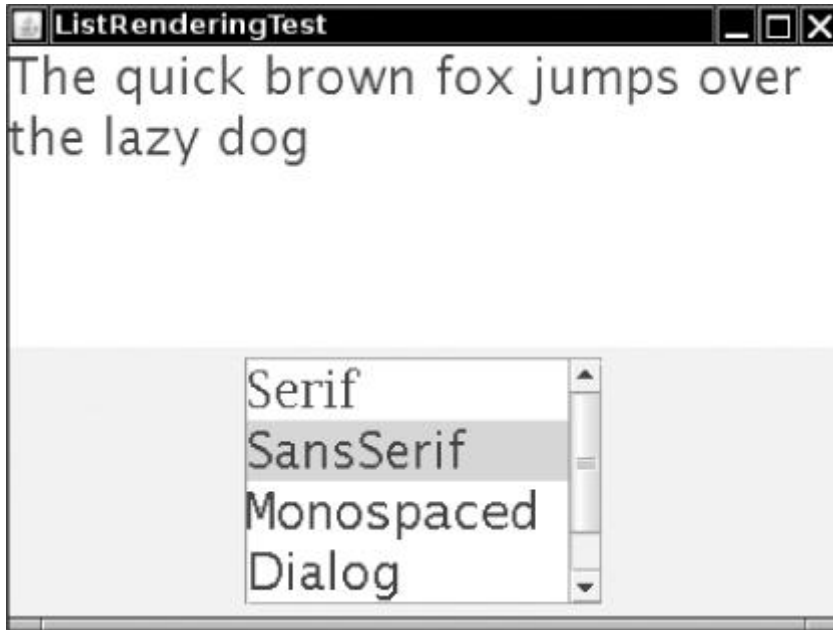 ListRenderingTest
The quick brown fox jumps over
the lazy dog
Serif
SansSerif
Monospaced
Dialog